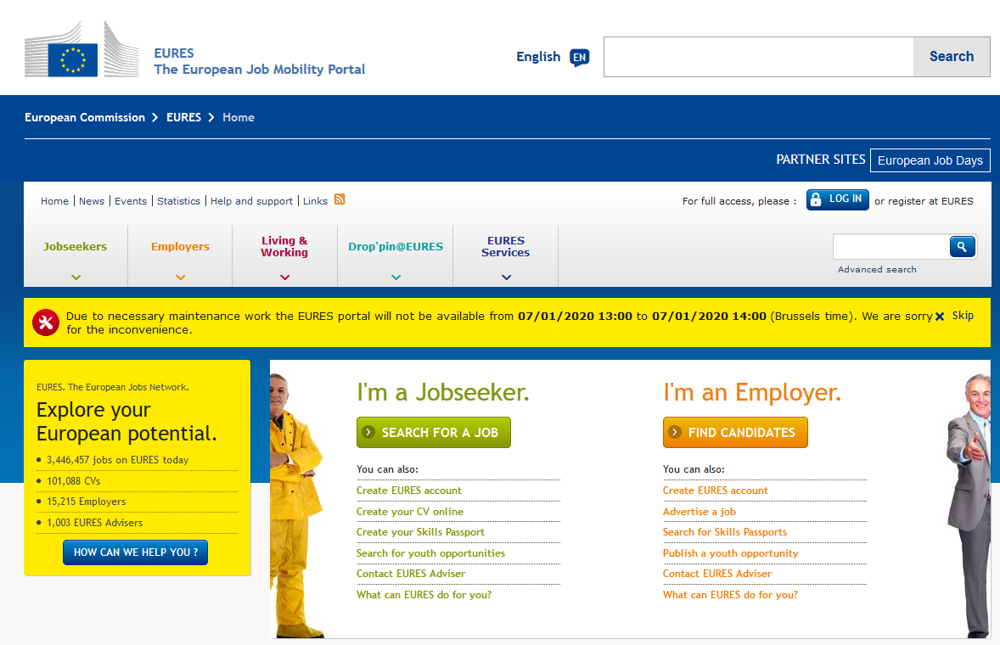 EURES
The European Job Mobility Portal
English EN
Search
European Commission EURES Home
PARTNER SITES European Job Days
Home | News | Events | Statistics | Help and support | Links
For full access, please : LOG IN or register at EURES
Jobseekers
Employers
Living &
Working
Drop'pin@EURES
EURES
Services
Advanced search
Due to necessary maintenance work the EURES portal will not be available from 07/01/2020 13:00 to 07/01/2020 14:00 (Brussels time). We are sorry
for the inconvenience.
Skip
EURES. The European Jobs Network.
Explore your
European potential.
3,446,457 jobs on EURES today
101,088 CVs
15,215 Employers
1,003 EURES Advisers
HOW CAN WE HELP YOU ?
I'm a Jobseeker.
SEARCH FOR A JOB
You can also:
Create EURES account
Create your CV online
Create your Skills Passport
Search for youth opportunities
Contact EURES Adviser
What can EURES do for you?
I'm an Employer.
FIND CANDIDATES
You can also:
Create EURES account
Advertise a job
Search for Skills Passports
Publish a youth opportunity
Contact EURES Adviser
What can EURES do for you?